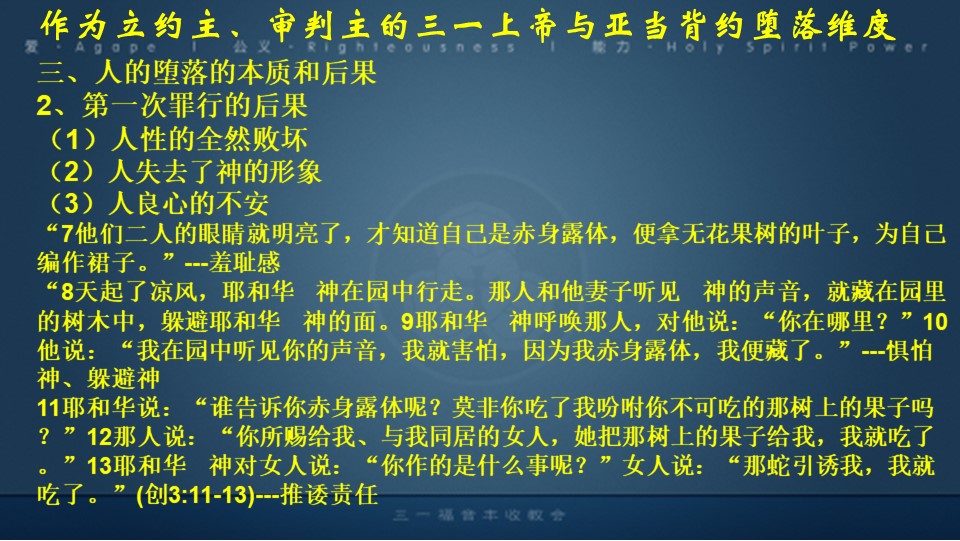 作为立约主、审判主的三一上帝与亚当背约堕落维度
爱 - Agape | 公义 - Righteousness | 能力 - Holy Spirit Power
三、人的堕落的本质和后果
2、第一次罪行的后果
（1）人性的全然败坏
（2）人失去了神的形象
（3）人良心的不安
“7他们二人的眼睛就明亮了，才知道自己是赤身露体，便拿无花果树的叶子，为自己
编作裙子。”---羞耻感
“8天起了凉风，耶和华　神在园中行走。那人和他妻子听见　神的声音，就藏在园里
的树木中，躲避耶和华　神的面。9耶和华　神呼唤那人，对他说：“你在哪里？”10
他说：“我在园中听见你的声音，我就害怕，因为我赤身露体，我便藏了。”---惧怕
神、躲避神
11耶和华说：“谁告诉你赤身露体呢？莫非你吃了我吩咐你不可吃的那树上的果子吗
？”12那人说：“你所赐给我、与我同居的女人，她把那树上的果子给我，我就吃了
。”13耶和华　神对女人说：“你作的是什么事呢？”女人说：“那蛇引诱我，我就
吃了。”(创3:11-13)---推诿责任
三一福音丰收教会